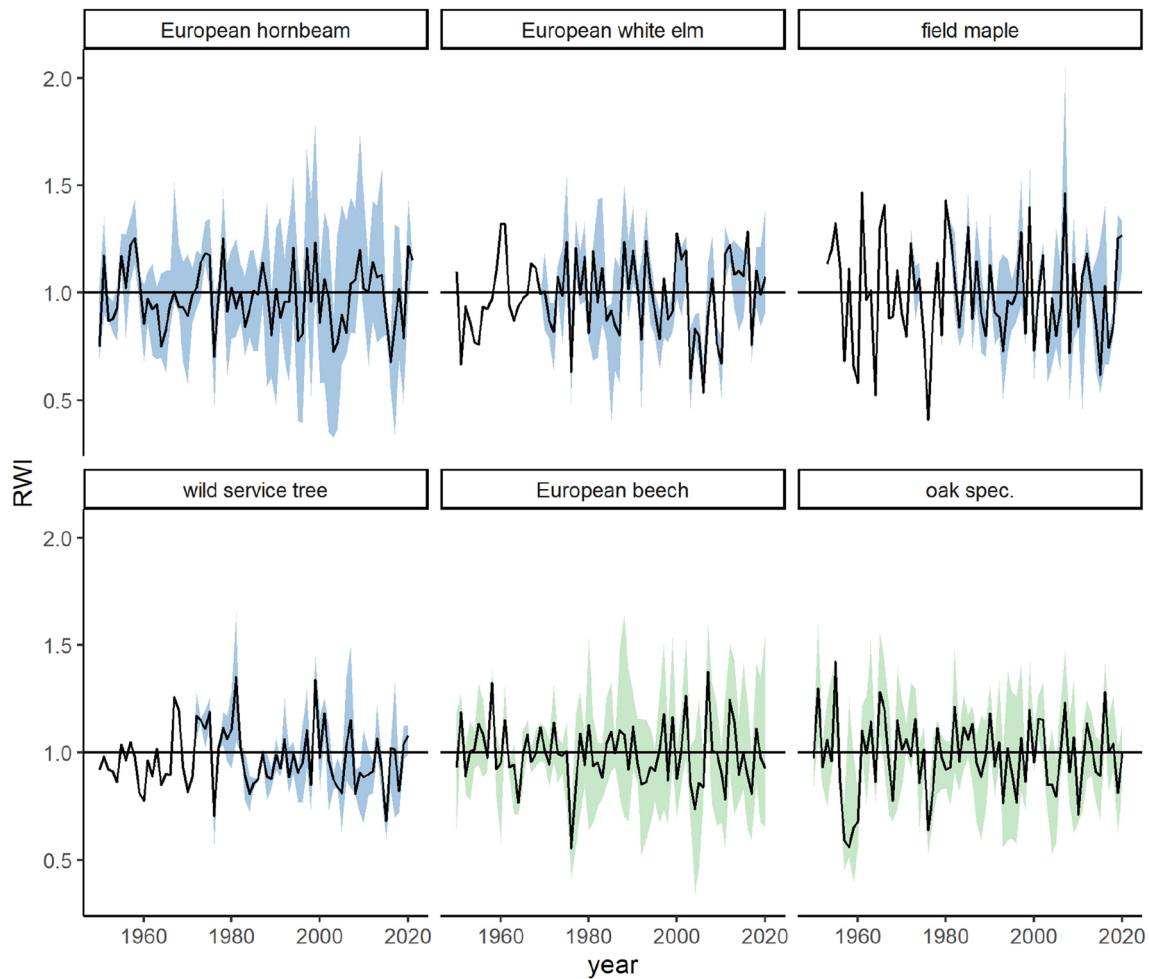 European hornbeam
European white elm
field maple
2.0
1.5
1.0
0.5
RWI
wild service tree
European beech
oak spec.
2.0
1.5
1.0
0.5
1960
1980
2000
2020
1960
1980
2000
2020
1960
1980
2000
2020
year